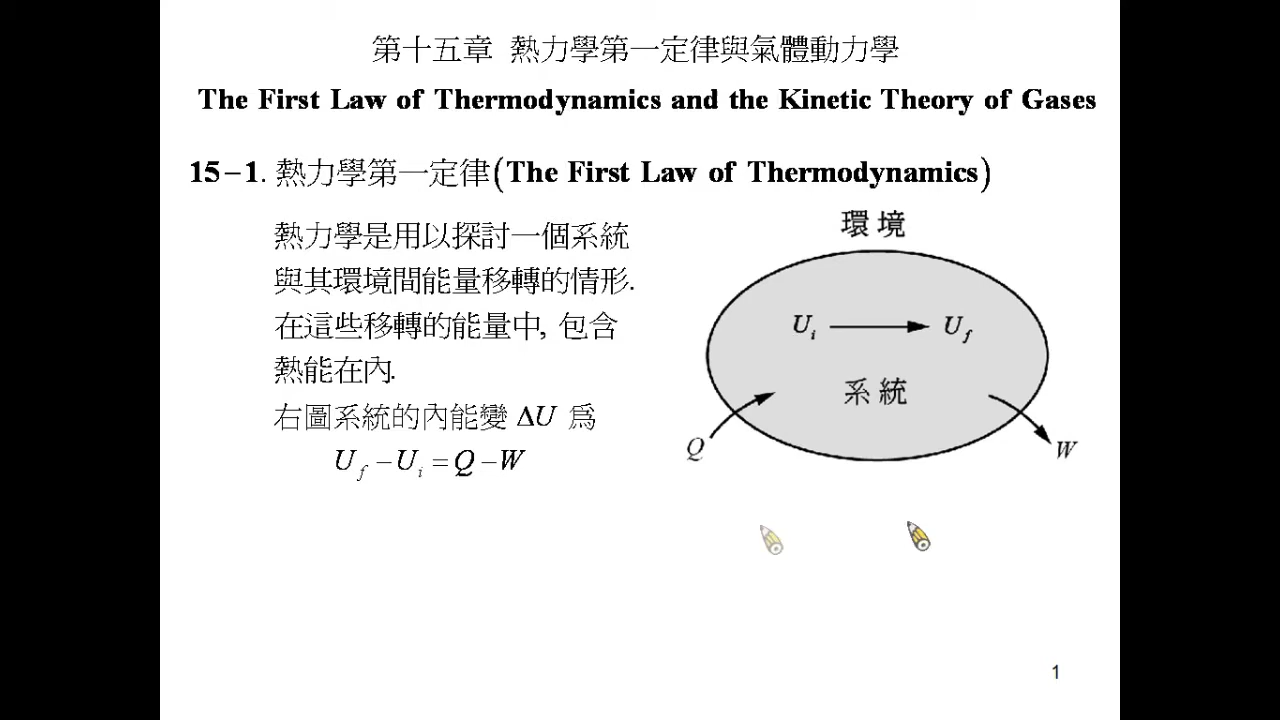 第十五章 熱力學第一定律與氣體動力學
The First Law of Thermodynamics and the Kinetic Theory of Gases
15-1. 熱力學第一定律(The First Law of Thermodynamics)
熱力學是用以探討一個系統
與其環境間能量移轉的情形.
在這些移轉的能量中, 包含
熱能在內.
右圖系統的內能變 ΔU 為
U_f − U_i = Q − W
環境
U_i U_f
系統
Q W
1